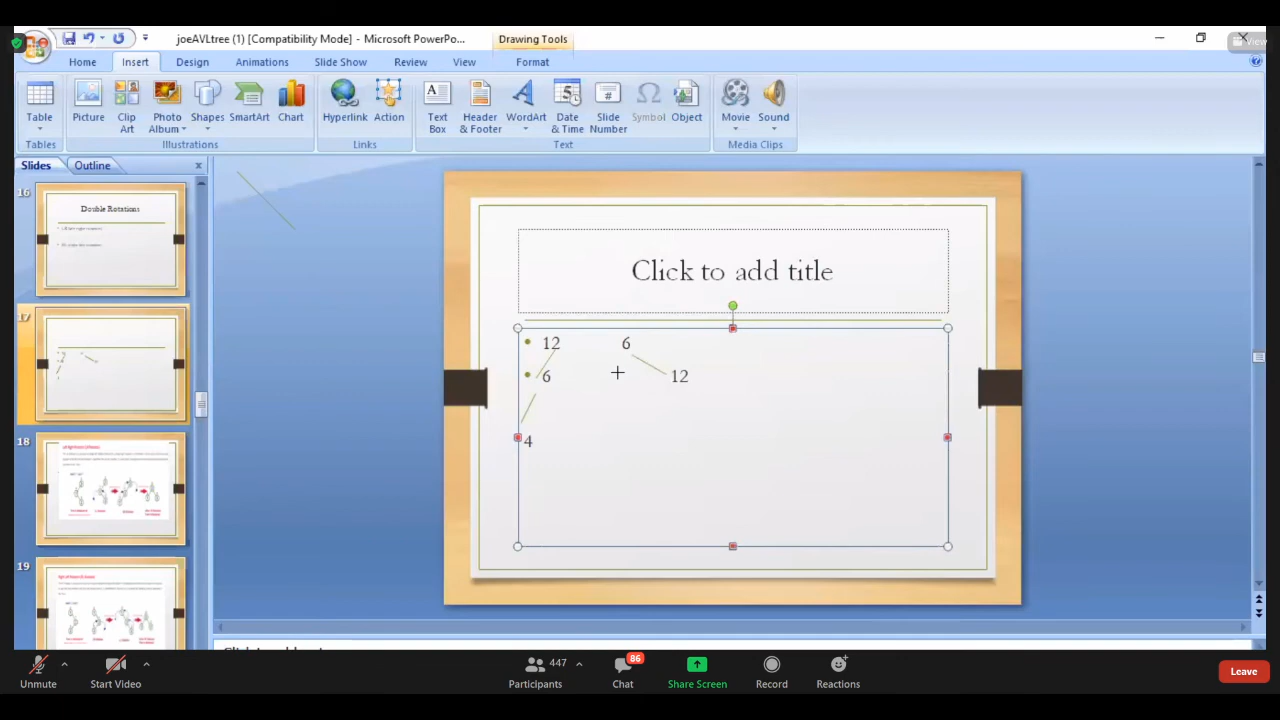 joeAVLtree (1) [Compatibility Mode] - Microsoft PowerPo...
Drawing Tools
View
Home Insert Design Animations Slide Show Review View Format
Table Picture Clip Art Photo Album Shapes SmartArt Chart Hyperlink Action Text Box Header & Footer WordArt Date & Time Slide Number Symbol Object Movie Sound
Tables Illustrations Links Text Media Clips
Slides Outline
16
Double Rotations
17
18
19
Click to add title
12 6
6 12
4
Unmute Start Video Participants 447 Chat 86 Share Screen Record Reactions Leave